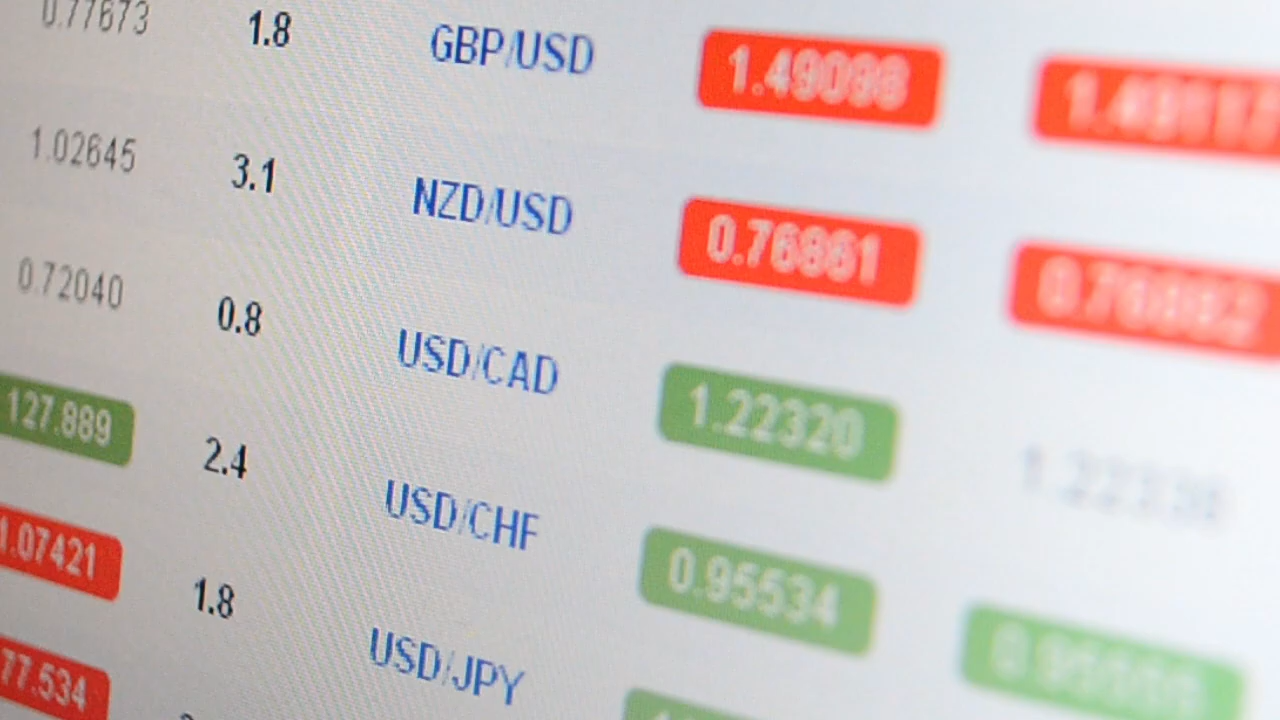 0.77673 1.8 GBP/USD 1.49098
1.02645 3.1 NZD/USD 0.76861
0.72040 0.8 USD/CAD 1.22320
127.889 2.4 USD/CHF 0.95534
1.07421 1.8 USD/JPY
77.534